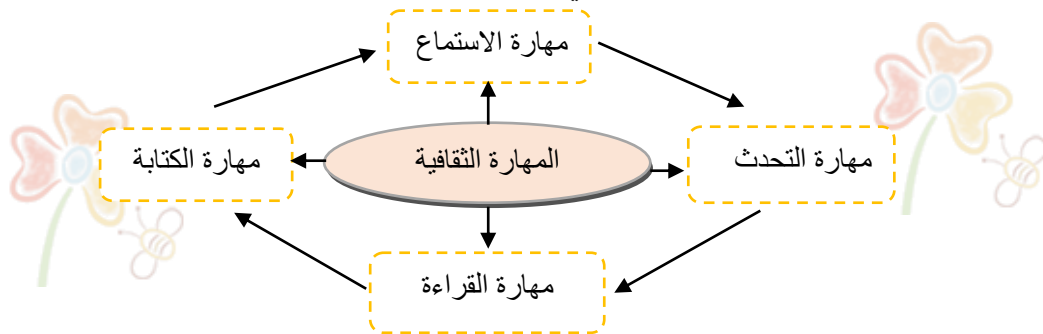 مهارة الاستماع
مهارة التحدث
المهارة الثقافية
مهارة الكتابة
مهارة القراءة